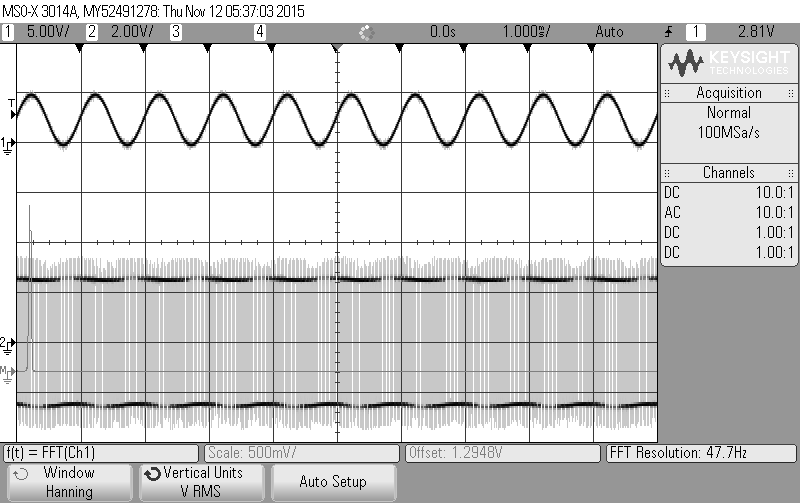 MSO-X 3014A, MY52491278: Thu Nov 12 05:37:03 2015
1 5.00V/ 2 2.00V/ 3 4 0.0s 1.000ms/ Auto 1 2.81V
KEYSIGHT
TECHNOLOGIES
Acquisition
Normal
100MSa/s
Channels
DC 10.0:1
AC 10.0:1
DC 1.00:1
DC 1.00:1
T
1
2
M
f(t) = FFT(Ch1) Scale: 500mV/ Offset: 1.2948V FFT Resolution: 47.7Hz
Window
Hanning
Vertical Units
V RMS
Auto Setup